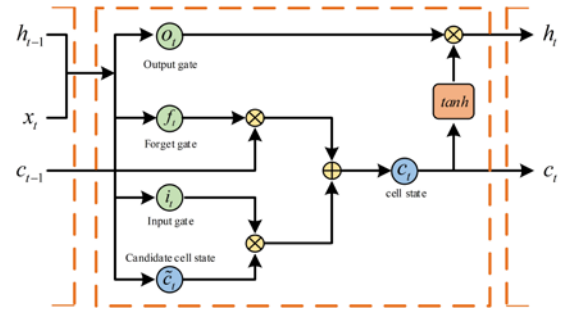 h_{t-1}
o_t
⊗
h_t
Output gate
x_t
f_t
⊗
tanh
Forget gate
c_{t-1}
⊕
c_t
c_t
cell state
i_t
Input gate
⊗
Candidate cell state
c̃_t